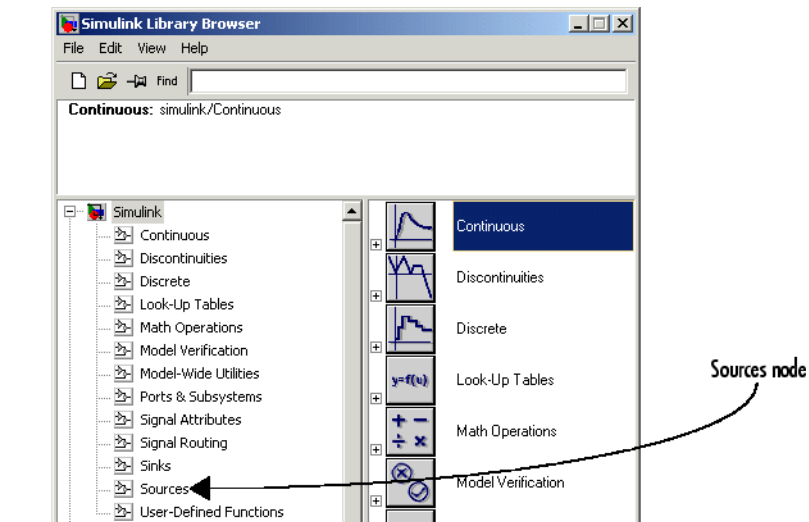 Simulink Library Browser
File Edit View Help
Find
Continuous: simulink/Continuous
Simulink
Continuous
Discontinuities
Discrete
Look-Up Tables
Math Operations
Model Verification
Model-Wide Utilities
Ports & Subsystems
Signal Attributes
Signal Routing
Sinks
Sources
User-Defined Functions
Continuous
Discontinuities
Discrete
y=f(u)
Look-Up Tables
Math Operations
Model Verification
Sources node